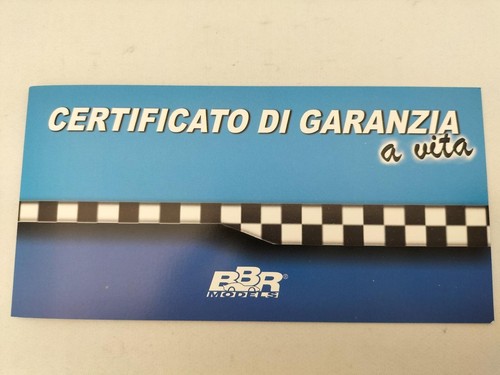 CERTIFICATO DI GARANZIA
a vita
BBR®
MODELS